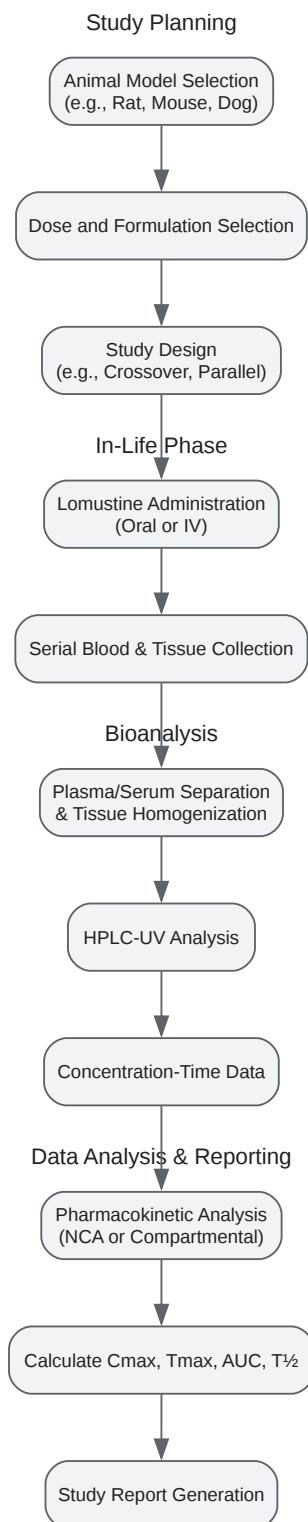 Study Planning
Animal Model Selection
(e.g., Rat, Mouse, Dog)
Dose and Formulation Selection
Study Design
(e.g., Crossover, Parallel)
In-Life Phase
Lomustine Administration
(Oral or IV)
Serial Blood & Tissue Collection
Bioanalysis
Plasma/Serum Separation
& Tissue Homogenization
HPLC-UV Analysis
Concentration-Time Data
Data Analysis & Reporting
Pharmacokinetic Analysis
(NCA or Compartmental)
Calculate Cmax, Tmax, AUC, T½
Study Report Generation